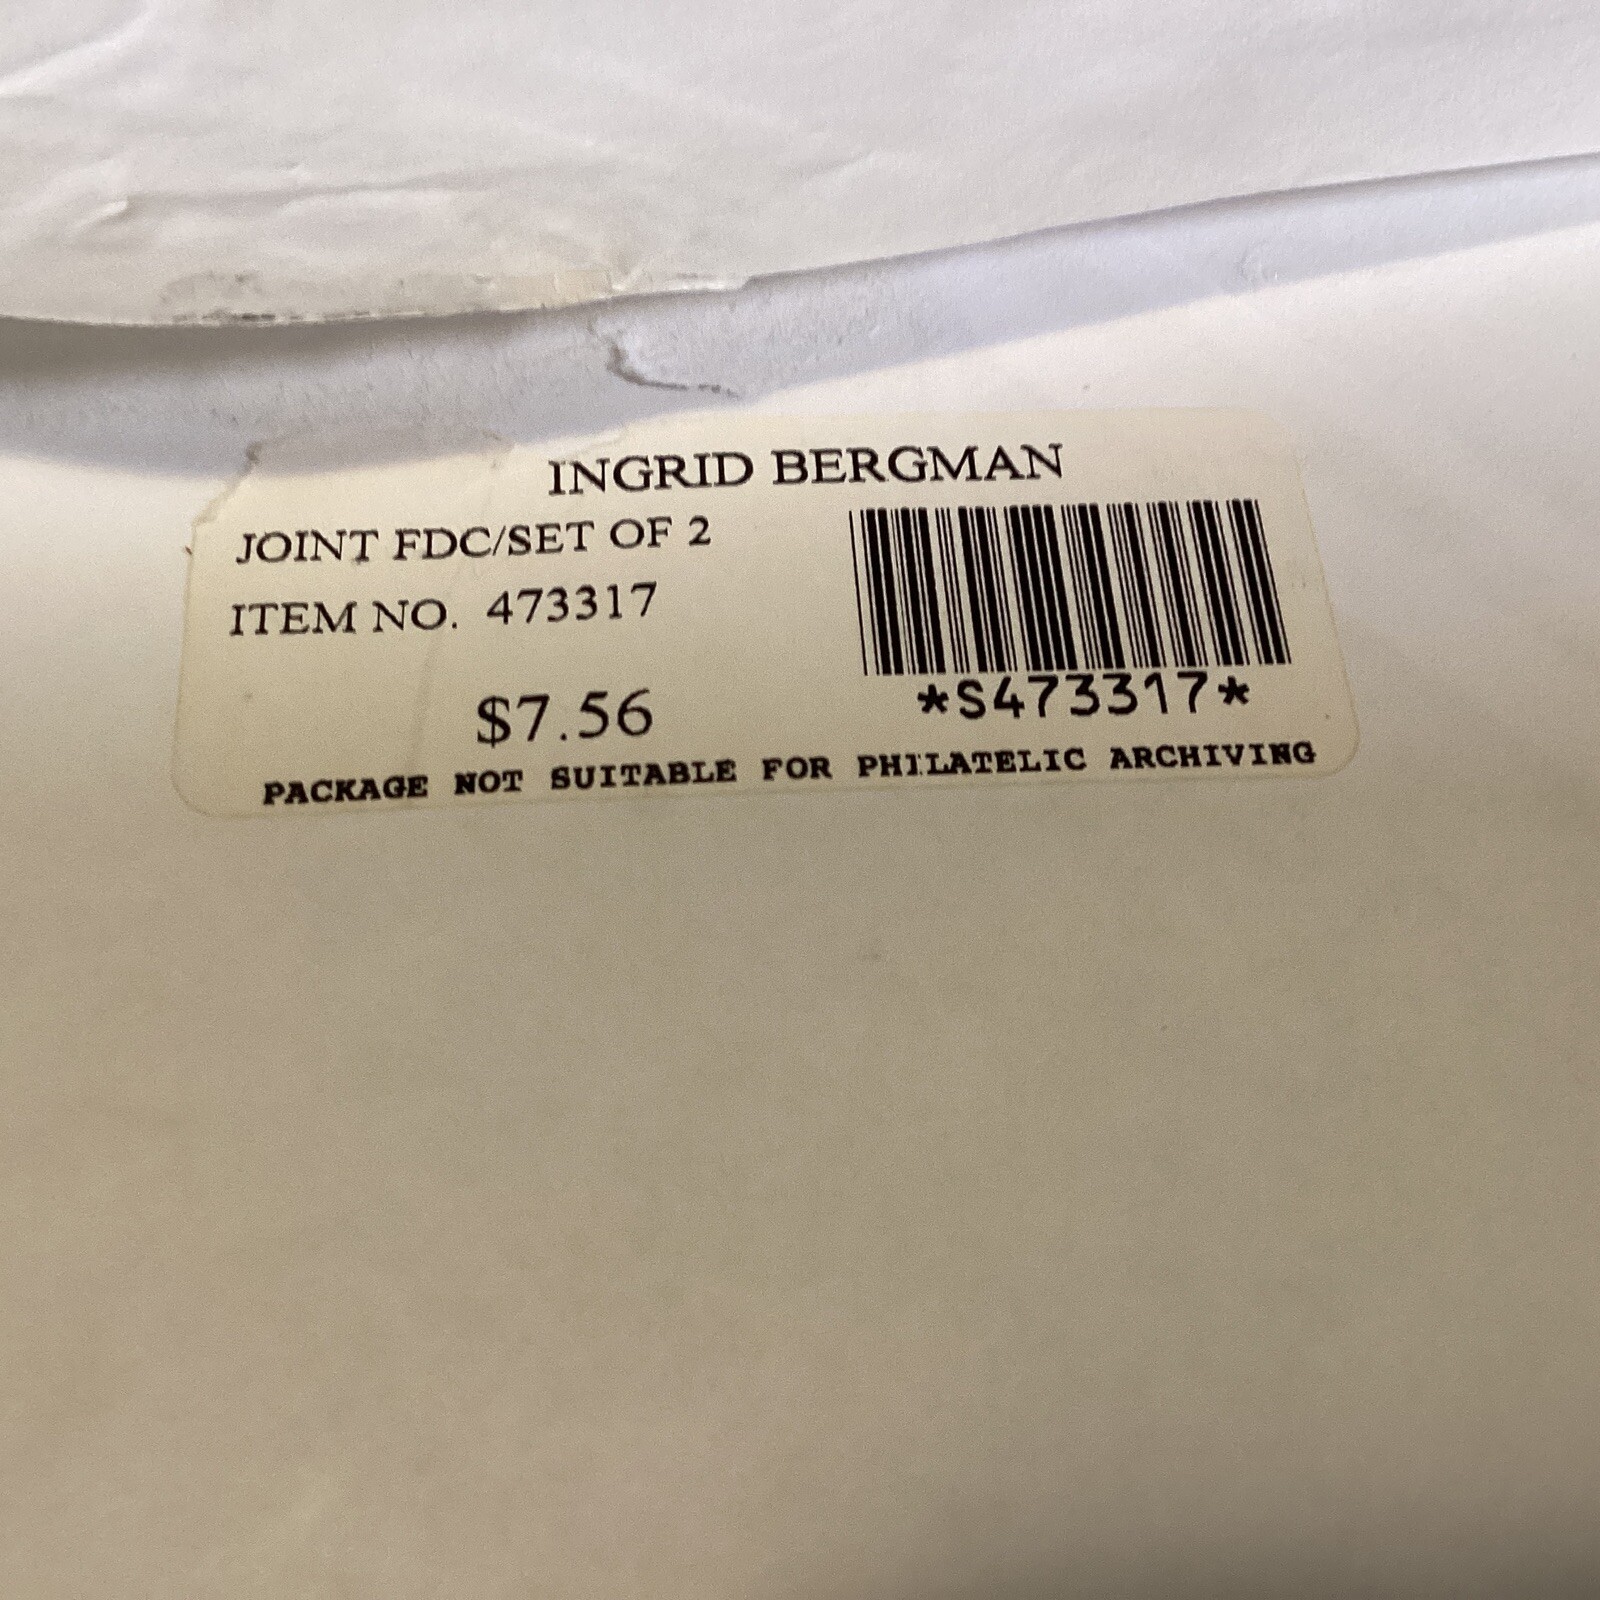 INGRID BERGMAN
JOINT FDC/SET OF 2
ITEM NO. 473317
*S473317*
$7.56
PACKAGE NOT SUITABLE FOR PHILATELIC ARCHIVING